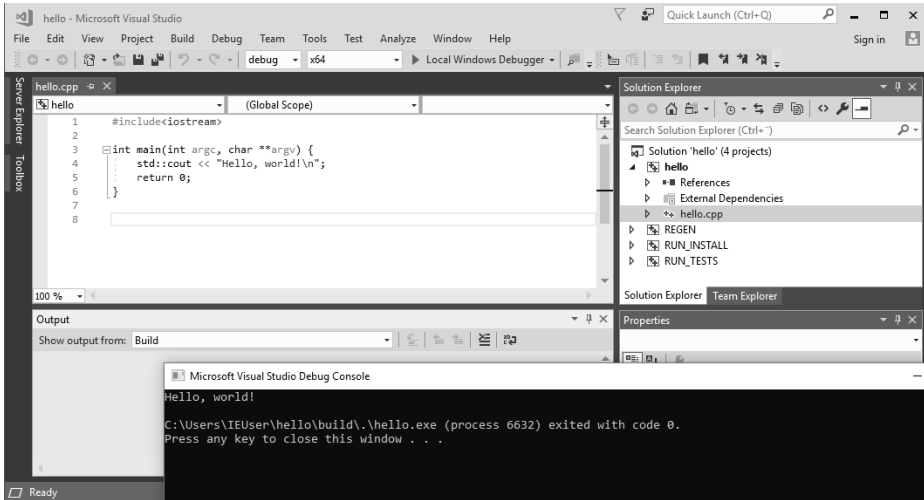 hello - Microsoft Visual Studio
Quick Launch (Ctrl+Q)
File Edit View Project Build Debug Team Tools Test Analyze Window Help
Sign in
debug x64 Local Windows Debugger
Server Explorer
Toolbox
hello.cpp
hello (Global Scope)
1 #include<iostream>
2
3 int main(int argc, char **argv) {
4 std::cout << "Hello, world!\n";
5 return 0;
6 }
7
8
100 %
Solution Explorer
Search Solution Explorer (Ctrl+¨)
Solution 'hello' (4 projects)
hello
References
External Dependencies
hello.cpp
REGEN
RUN_INSTALL
RUN_TESTS
Solution Explorer Team Explorer
Output
Show output from: Build
Properties
Microsoft Visual Studio Debug Console
Hello, world!
C:\Users\IEUser\hello\build\.\hello.exe (process 6632) exited with code 0.
Press any key to close this window . . .
Ready